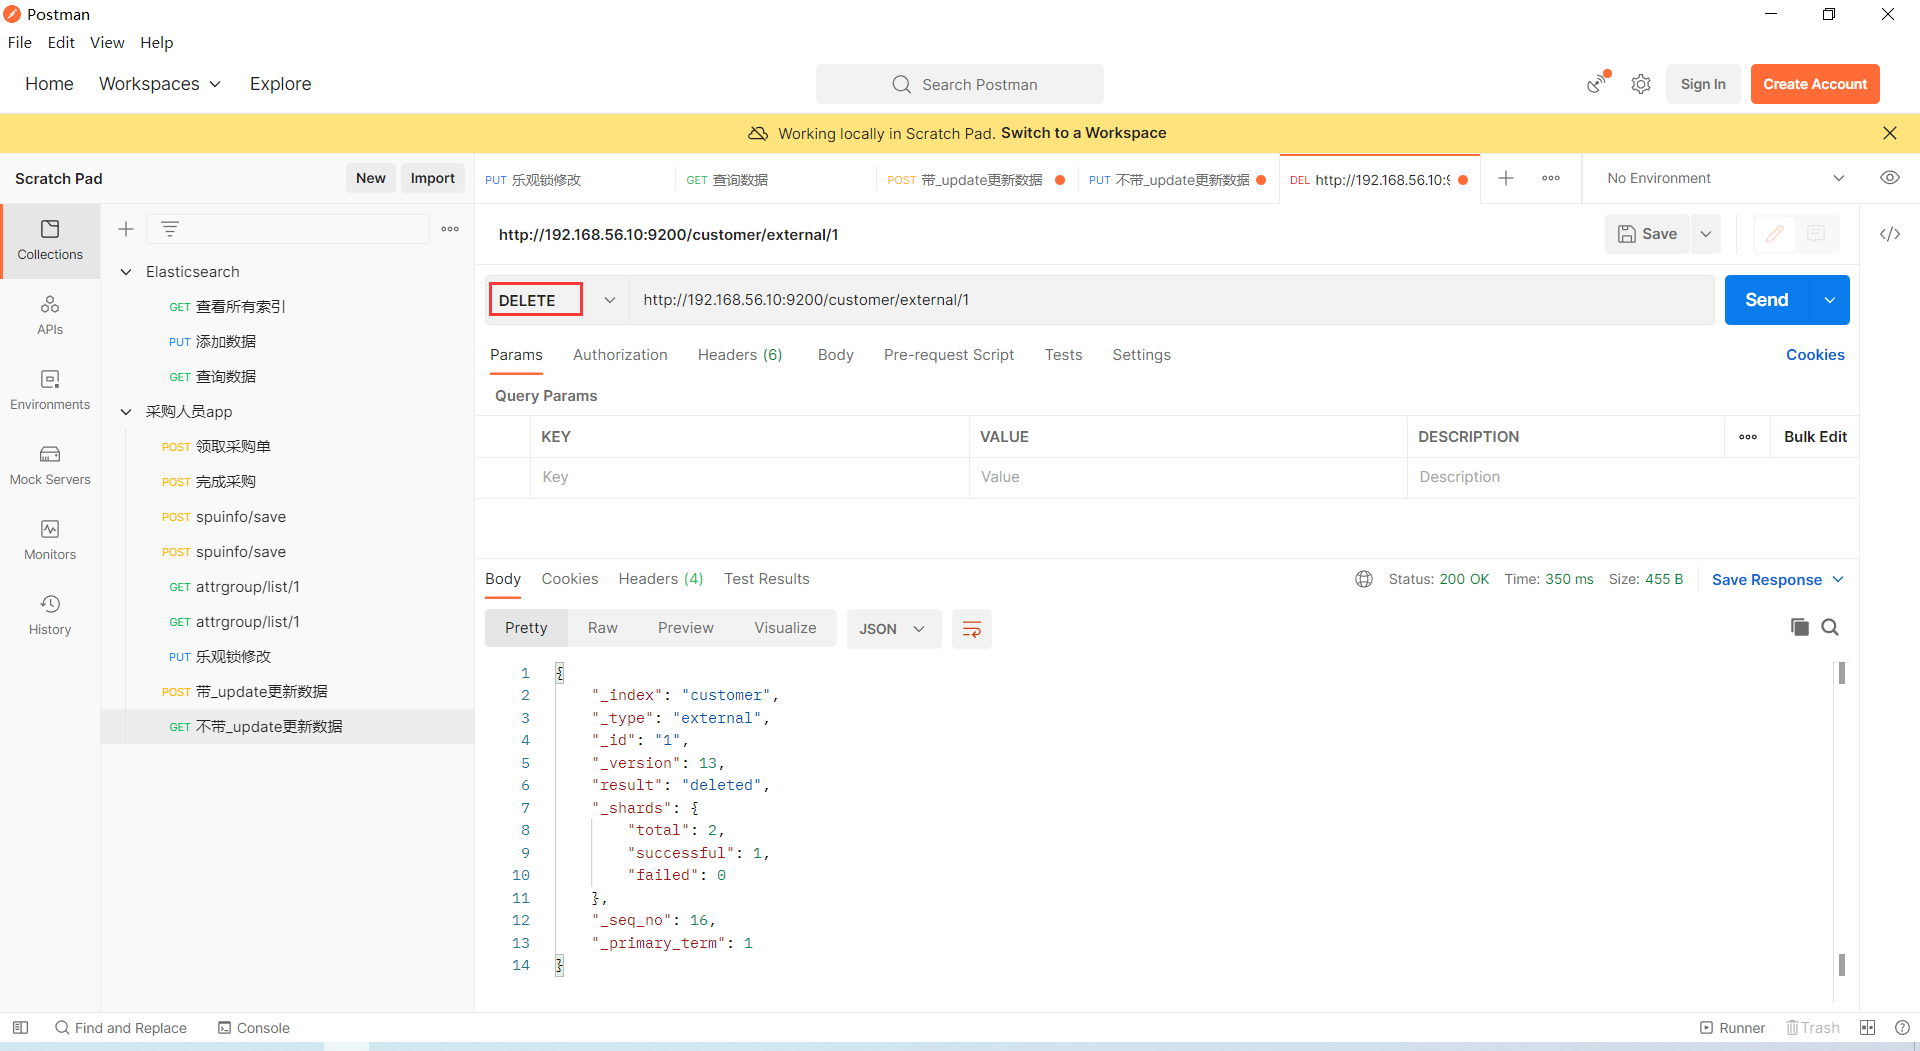 Postman
File Edit View Help
Home Workspaces Explore
Search Postman
Sign In
Create Account
Working locally in Scratch Pad. Switch to a Workspace
Scratch Pad
New
Import
PUT 乐观锁修改
GET 查询数据
POST 带_update更新数据
PUT 不带_update更新数据
DEL http://192.168.56.10:9
No Environment
Collections
APIs
Environments
Mock Servers
Monitors
History
Elasticsearch
GET 查看所有索引
PUT 添加数据
GET 查询数据
采购人员app
POST 领取采购单
POST 完成采购
POST spuinfo/save
POST spuinfo/save
GET attrgroup/list/1
GET attrgroup/list/1
PUT 乐观锁修改
POST 带_update更新数据
GET 不带_update更新数据
http://192.168.56.10:9200/customer/external/1
Save
</>
DELETE
http://192.168.56.10:9200/customer/external/1
Send
Params Authorization Headers (6) Body Pre-request Script Tests Settings
Cookies
Query Params
KEY VALUE DESCRIPTION Bulk Edit
Key Value Description
Body Cookies Headers (4) Test Results
Status: 200 OK Time: 350 ms Size: 455 B
Save Response
Pretty Raw Preview Visualize JSON
1 {
2 "_index": "customer",
3 "_type": "external",
4 "_id": "1",
5 "_version": 13,
6 "result": "deleted",
7 "_shards": {
8 "total": 2,
9 "successful": 1,
10 "failed": 0
11 },
12 "_seq_no": 16,
13 "_primary_term": 1
14 }
Find and Replace
Console
Runner
Trash